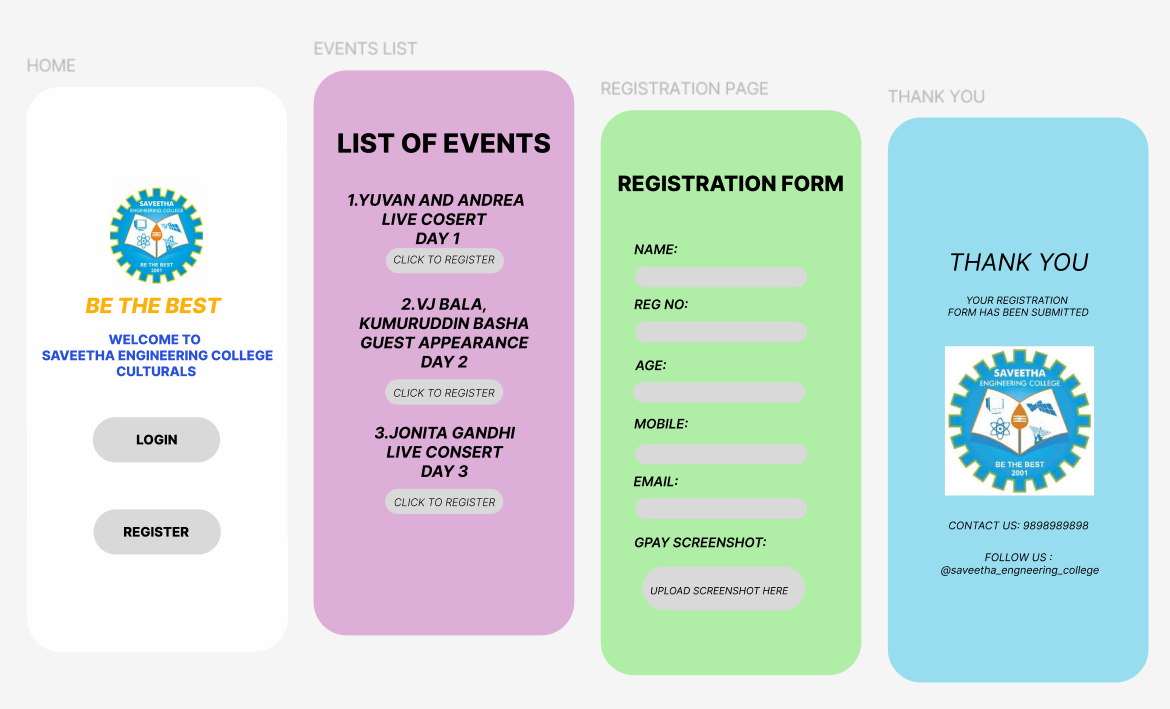 HOME
SAVEETHA
ENGINEERING COLLEGE
BE THE BEST
2001
BE THE BEST
WELCOME TO
SAVEETHA ENGINEERING COLLEGE
CULTURALS
LOGIN
REGISTER
EVENTS LIST
LIST OF EVENTS
1.YUVAN AND ANDREA
LIVE COSERT
DAY 1
CLICK TO REGISTER
2.VJ BALA,
KUMURUDDIN BASHA
GUEST APPEARANCE
DAY 2
CLICK TO REGISTER
3.JONITA GANDHI
LIVE CONSERT
DAY 3
CLICK TO REGISTER
REGISTRATION PAGE
REGISTRATION FORM
NAME:
REG NO:
AGE:
MOBILE:
EMAIL:
GPAY SCREENSHOT:
UPLOAD SCREENSHOT HERE
THANK YOU
THANK YOU
YOUR REGISTRATION
FORM HAS BEEN SUBMITTED
SAVEETHA
ENGINEERING COLLEGE
BE THE BEST
2001
CONTACT US: 9898989898
FOLLOW US :
@saveetha_engneering_college